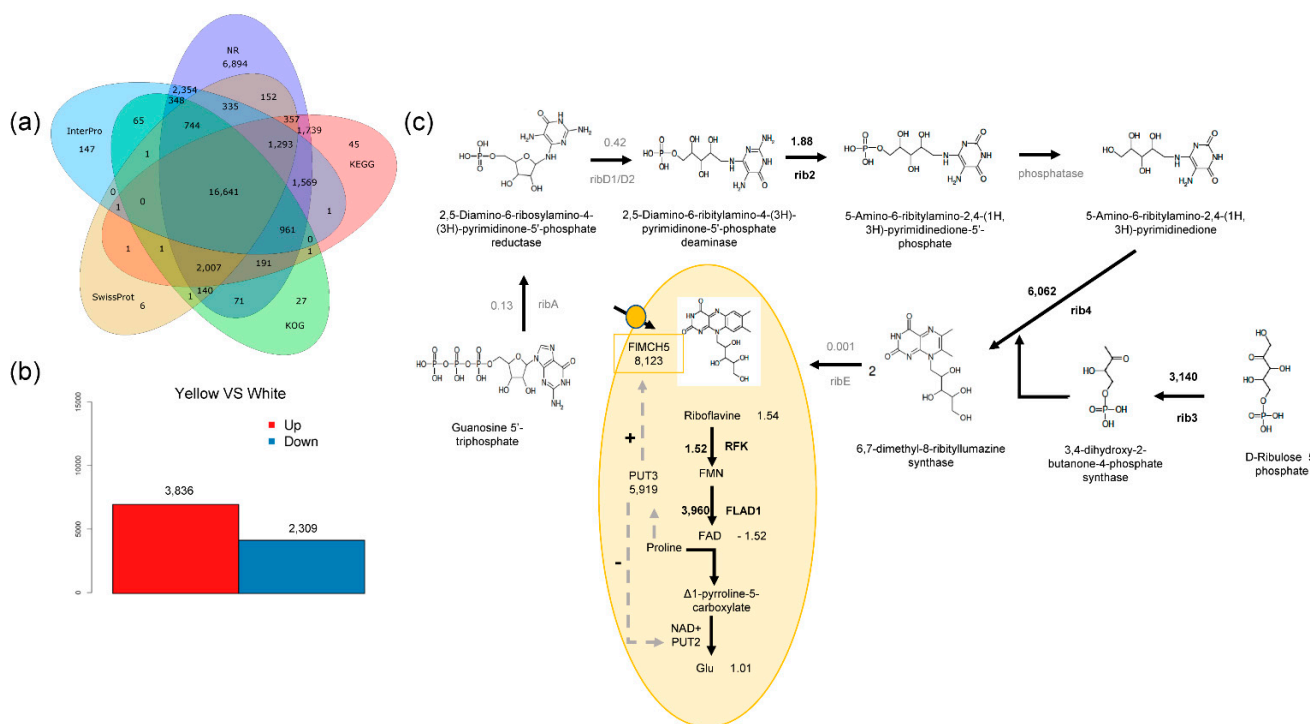 (a)
NR
6,894
2,354
348
335
152
357
1,739
InterPro
147
65
744
1,293
45
KEGG
1
16,641
1,569
0
0
1
1
961
0
1
1
1
2,007
191
SwissProt
6
1
140
71
27
KOG
(b)
Yellow VS White
Up
Down
15000
10000
5000
0
3,836
2,309
(c)
0.42
ribD1/D2
1.88
rib2
phosphatase
2,5-Diamino-6-ribosylamino-4-
(3H)-pyrimidinone-5'-phosphate
reductase
2,5-Diamino-6-ribitylamino-4-(3H)-
pyrimidinone-5'-phosphate
deaminase
5-Amino-6-ribitylamino-2,4-(1H,
3H)-pyrimidinedione-5'-
phosphate
5-Amino-6-ribitylamino-2,4-(1H,
3H)-pyrimidinedione
0.13
ribA
Guanosine 5'-
triphosphate
6,062
rib4
3,140
rib3
0.001
ribE
2
6,7-dimethyl-8-ribityllumazine
synthase
3,4-dihydroxy-2-
butanone-4-phosphate
synthase
D-Ribulose 5
phosphate
FIMCH5
8,123
Riboflavine 1.54
1.52 RFK
FMN
+
PUT3
5,919
3,960 FLAD1
FAD - 1.52
Proline
-
Δ1-pyrroline-5-
carboxylate
NAD+
PUT2
Glu 1.01